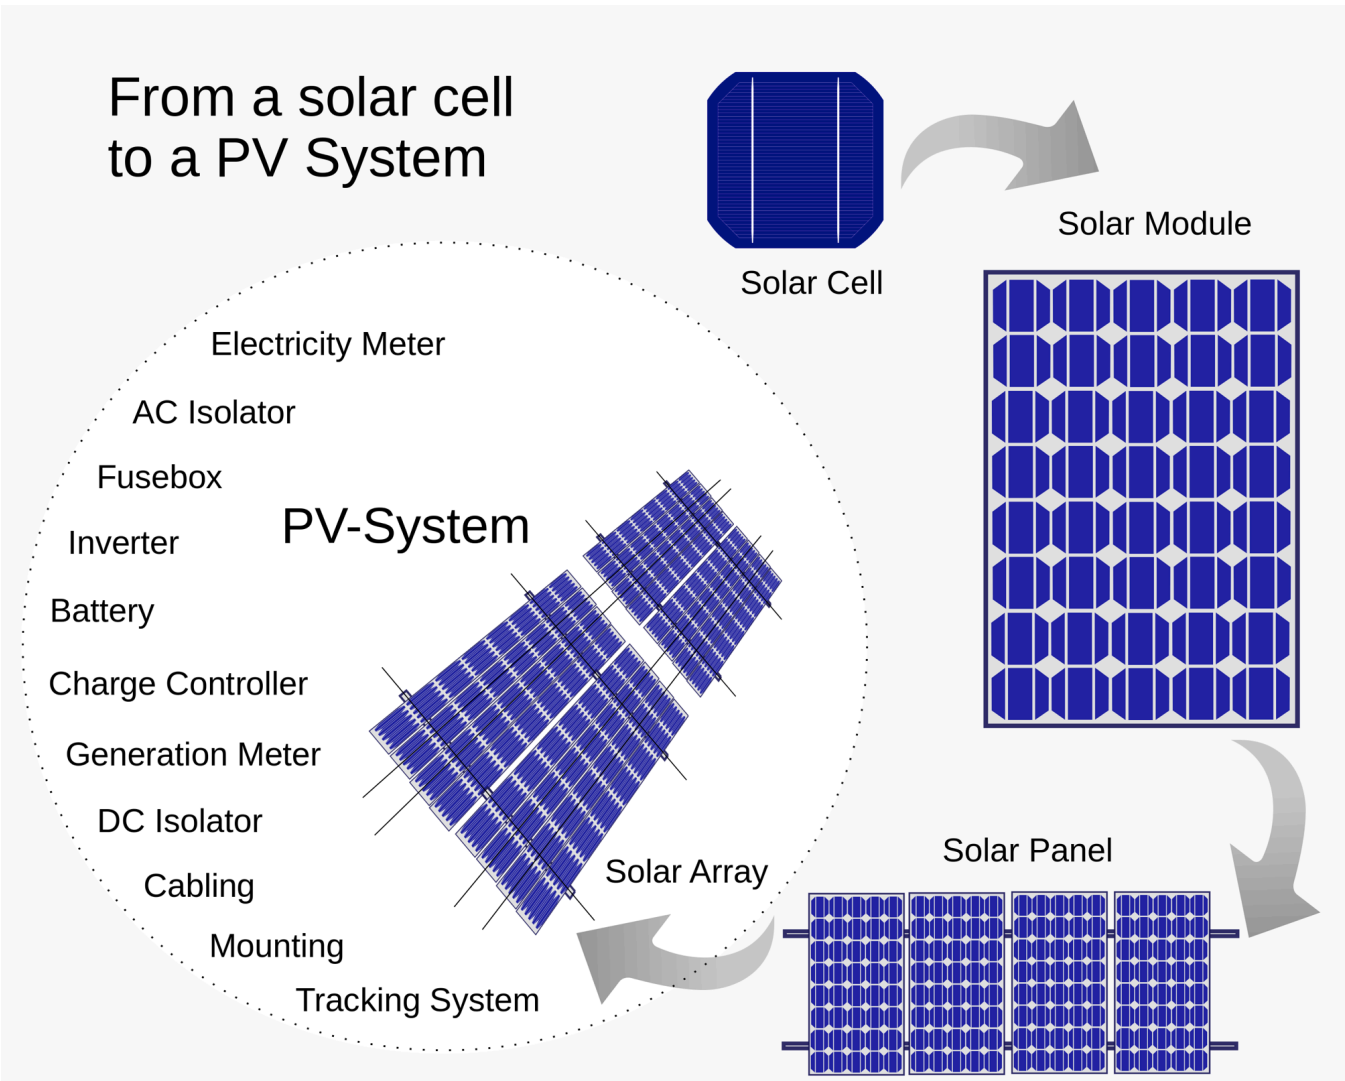 From a solar cell
to a PV System
Solar Cell
Solar Module
Electricity Meter
AC Isolator
Fusebox
PV-System
Inverter
Battery
Charge Controller
Generation Meter
DC Isolator
Cabling
Mounting
Tracking System
Solar Array
Solar Panel